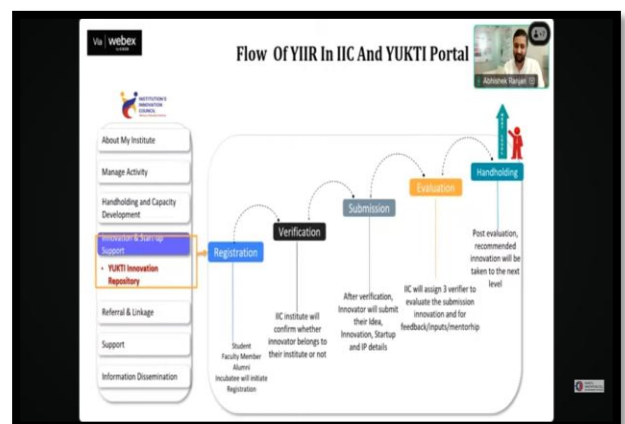 Via webex
Flow Of YIIR In IIC And YUKTI Portal
Abhishek Ranjan
INSTITUTION'S
INNOVATION
COUNCIL
About My Institute
Manage Activity
Handholding and Capacity
Development
Innovation & Start-up
Support
• YUKTI Innovation
Repository
Referral & Linkage
Support
Information Dissemination
Registration
Student
Faculty Member
Alumni
Incubatee will initiate
Registration
Verification
IIC institute will
confirm whether
innovator belongs to
their institute or not
Submission
After verification,
Innovator will submit
their Idea,
Innovation, Startup
and IP details
Evaluation
IIC will assign 3 verifier to
evaluate the submission
innovation and for
feedback/inputs/mentorhip
Handholding
Post evaluation,
recommended
innovation will be
taken to the next
level